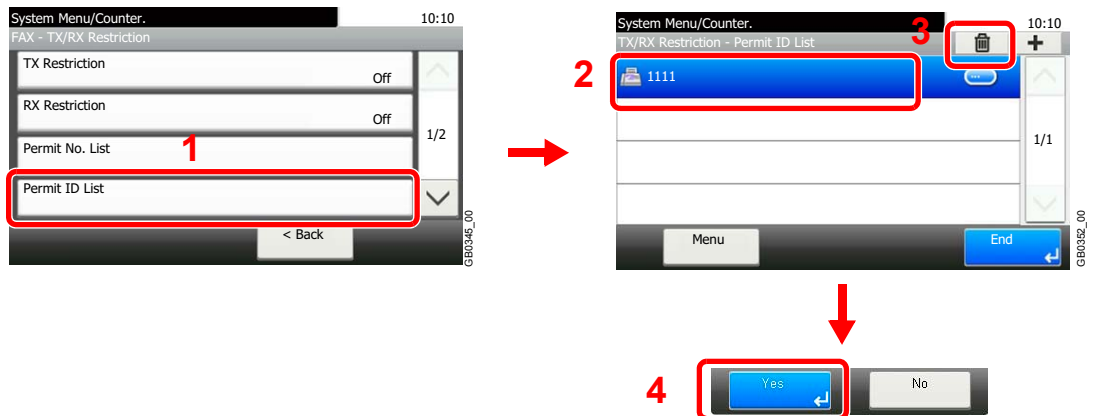 System Menu/Counter.
10:10
FAX - TX/RX Restriction
TX Restriction
Off
RX Restriction
Off
1/2
Permit No. List
1
Permit ID List
< Back
GB0345_00
System Menu/Counter.
10:10
TX/RX Restriction - Permit ID List
3
2
1111
1/1
Menu
End
GB0352_00
4
Yes
No